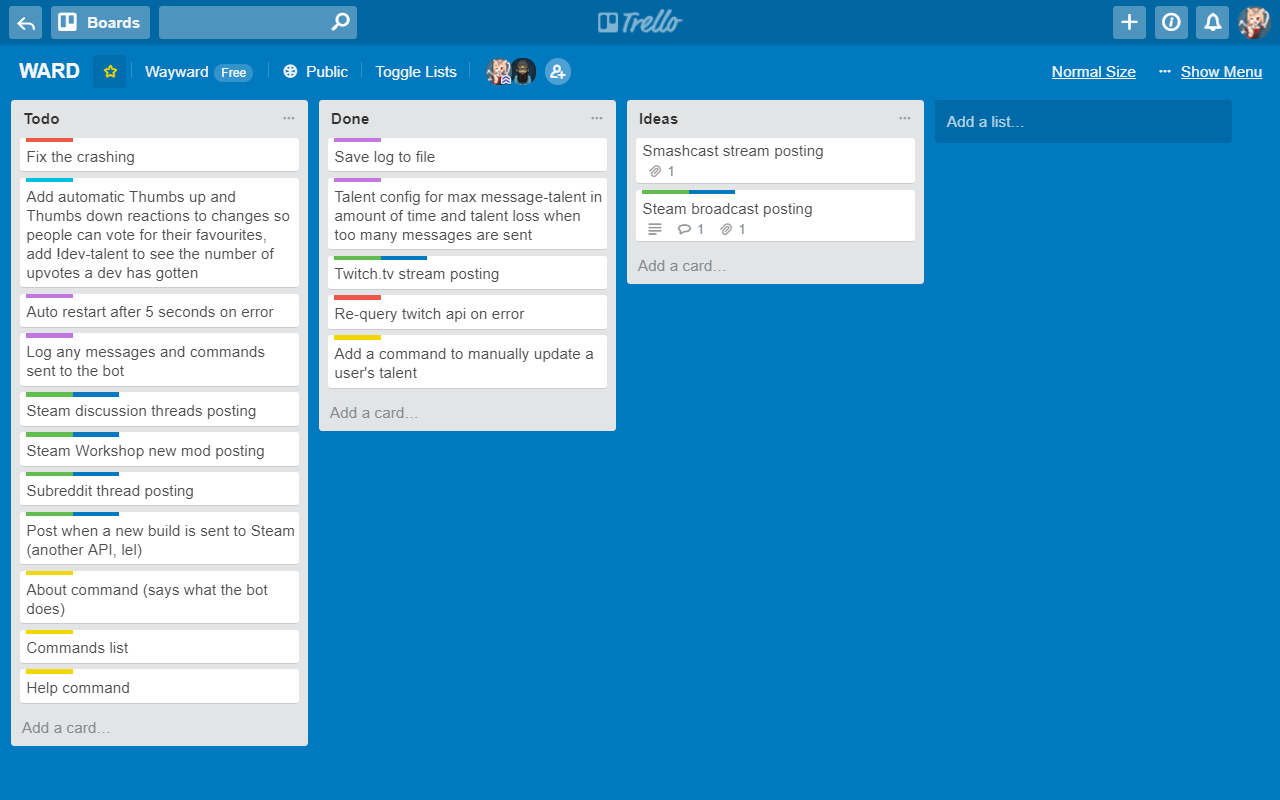 Boards
Trello
WARD
Wayward Free
Public
Toggle Lists
Normal Size
Show Menu
Todo
Fix the crashing
Add automatic Thumbs up and
Thumbs down reactions to changes so
people can vote for their favourites,
add !dev-talent to see the number of
upvotes a dev has gotten
Auto restart after 5 seconds on error
Log any messages and commands
sent to the bot
Steam discussion threads posting
Steam Workshop new mod posting
Subreddit thread posting
Post when a new build is sent to Steam
(another API, lel)
About command (says what the bot
does)
Commands list
Help command
Add a card...
Done
Save log to file
Talent config for max message-talent in
amount of time and talent loss when
too many messages are sent
Twitch.tv stream posting
Re-query twitch api on error
Add a command to manually update a
user's talent
Add a card...
Ideas
Smashcast stream posting
1
Steam broadcast posting
1 1
Add a card...
Add a list...